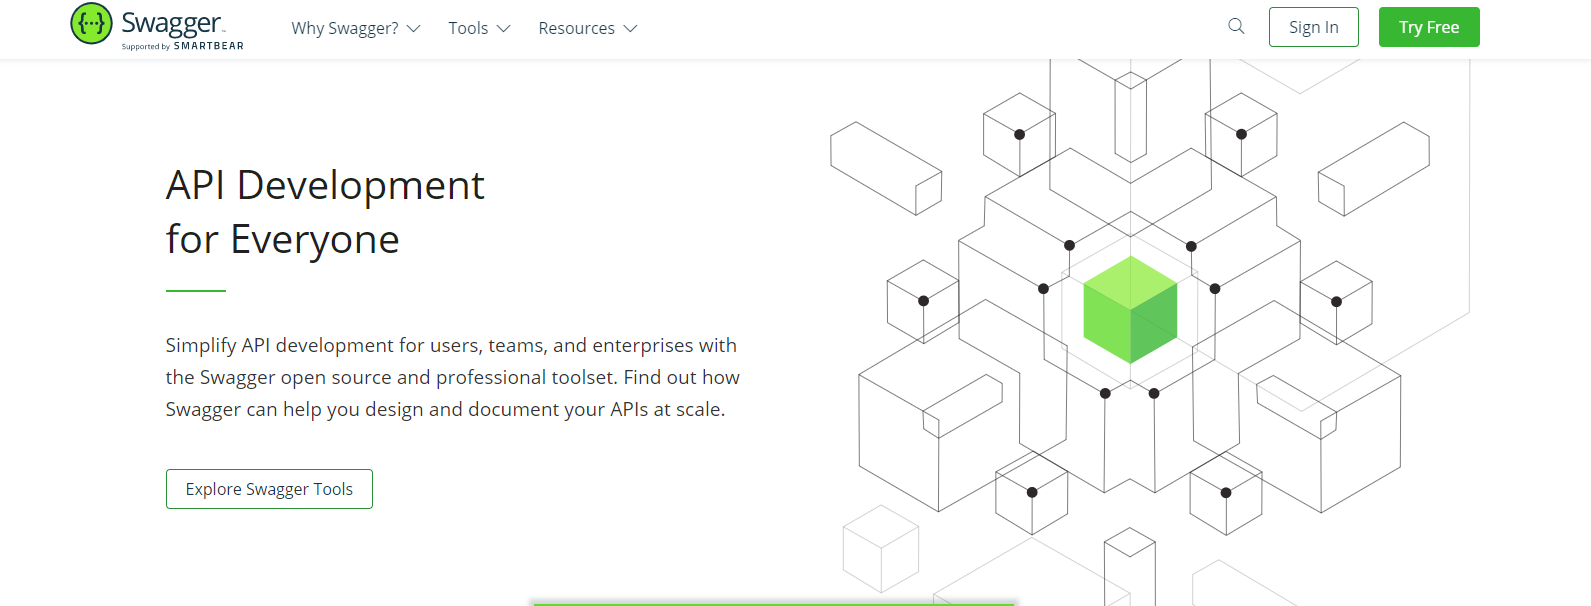 {···} Swagger™
Supported by SMARTBEAR
Why Swagger?
Tools
Resources
Sign In
Try Free
API Development
for Everyone
Simplify API development for users, teams, and enterprises with
the Swagger open source and professional toolset. Find out how
Swagger can help you design and document your APIs at scale.
Explore Swagger Tools